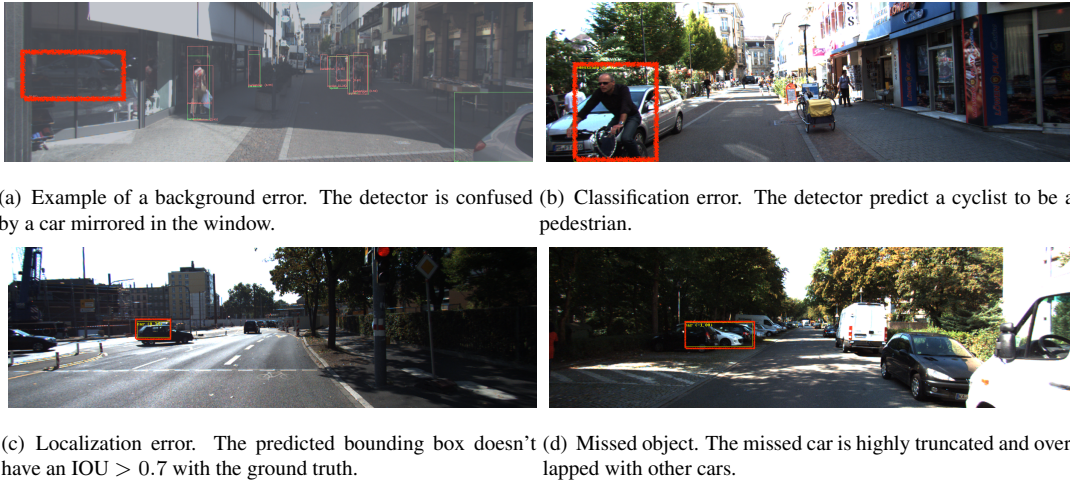 (a) Example of a background error. The detector is confused
by a car mirrored in the window.
(b) Classification error. The detector predict a cyclist to be a
pedestrian.
(c) Localization error. The predicted bounding box doesn't
have an IOU > 0.7 with the ground truth.
(d) Missed object. The missed car is highly truncated and over
lapped with other cars.